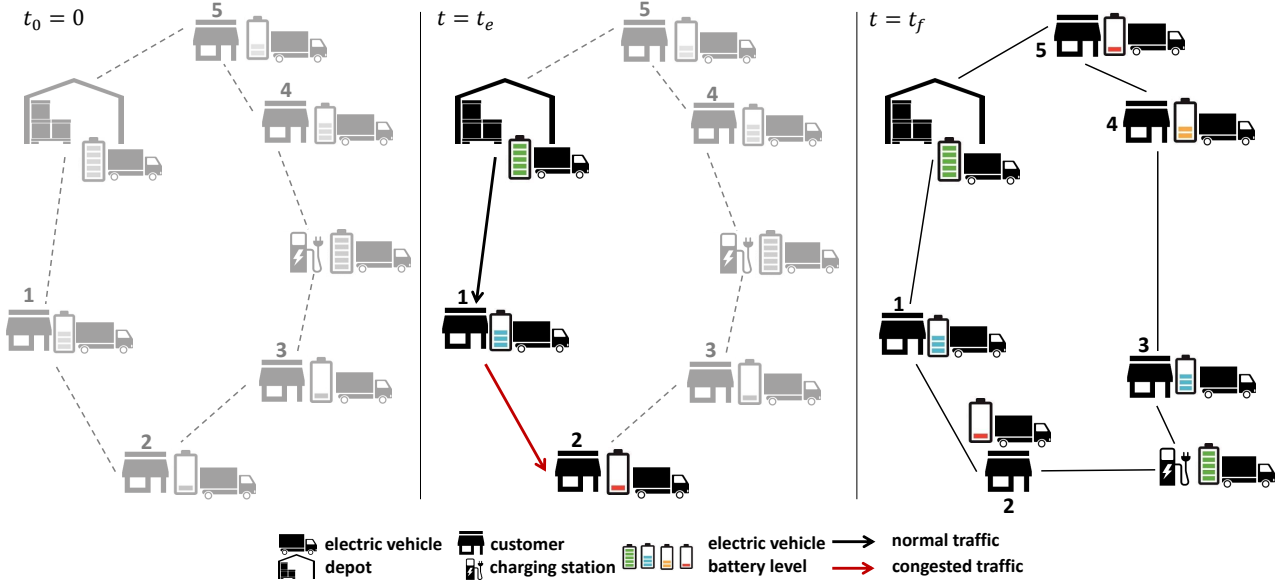 t₀ = 0
5
4
1
3
2
t = tₑ
5
4
1
3
2
t = t_f
5
4
1
3
2
electric vehicle
customer
electric vehicle
normal traffic
depot
charging station
battery level
congested traffic